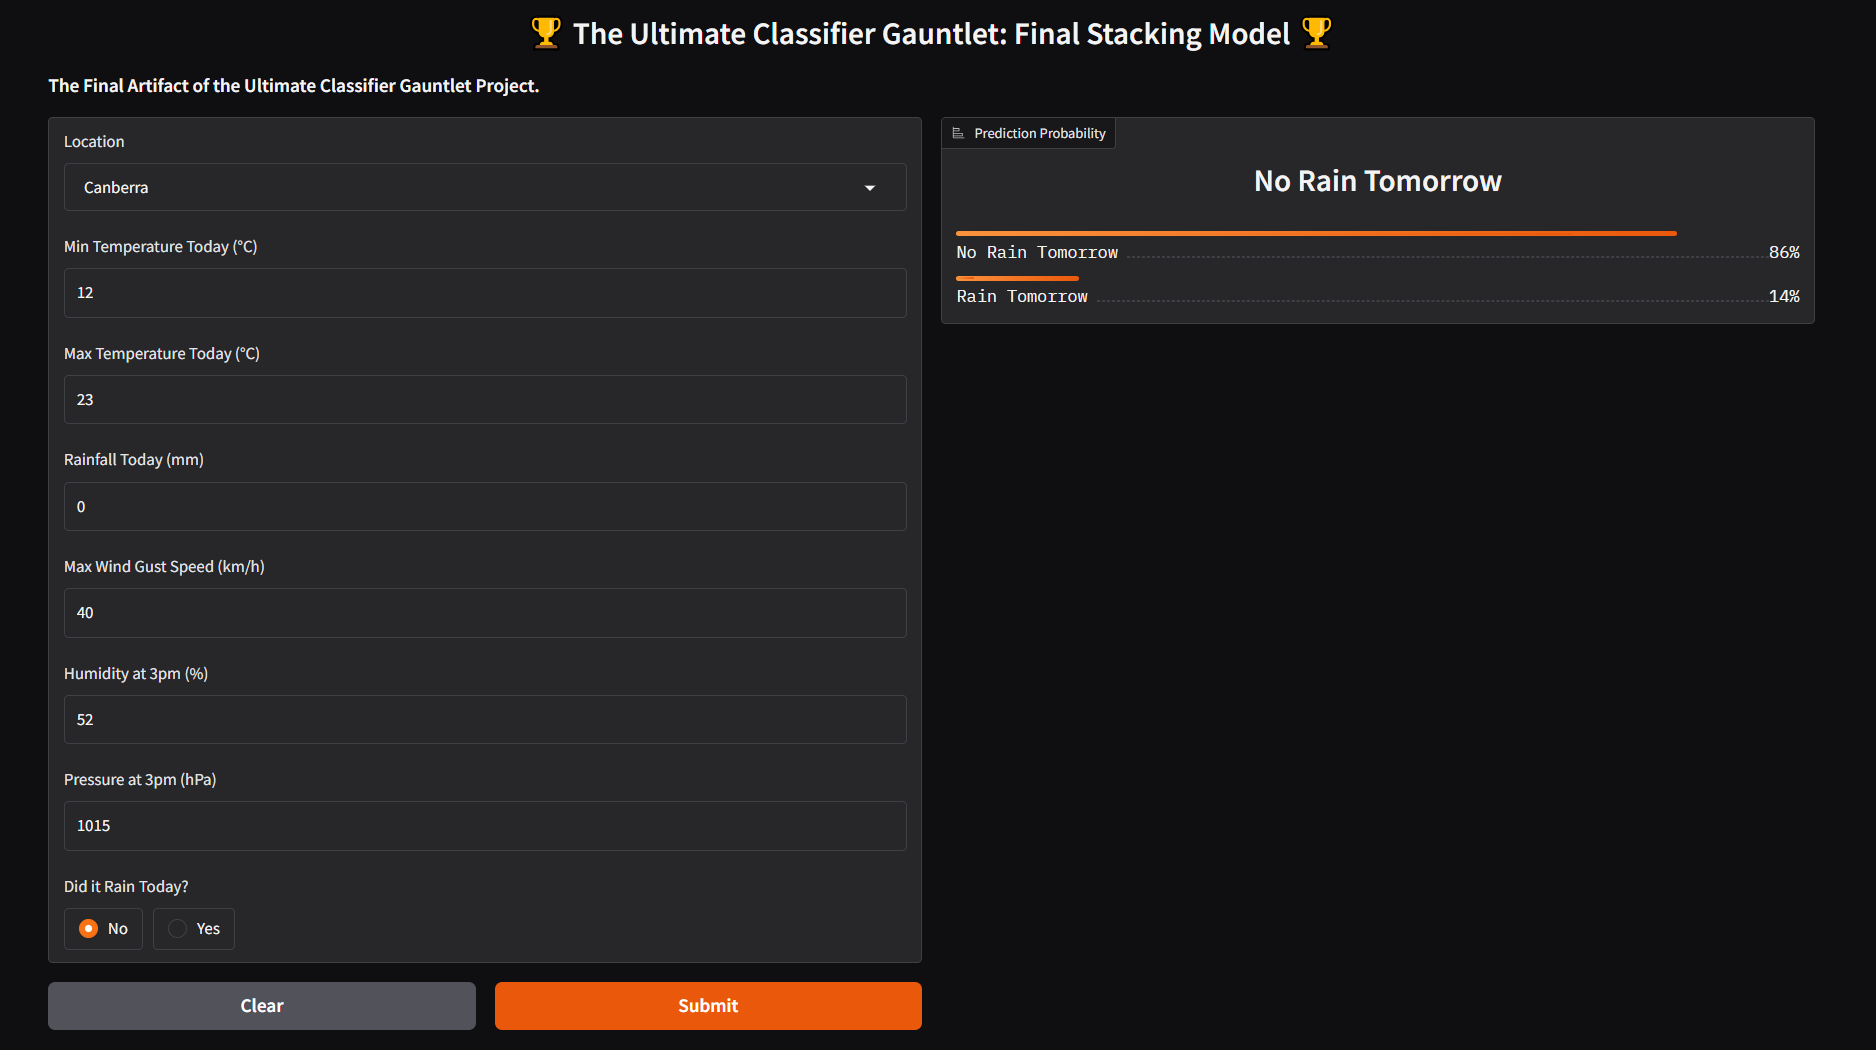 🏆 The Ultimate Classifier Gauntlet: Final Stacking Model 🏆
The Final Artifact of the Ultimate Classifier Gauntlet Project.
Location
Canberra
Min Temperature Today (°C)
12
Max Temperature Today (°C)
23
Rainfall Today (mm)
0
Max Wind Gust Speed (km/h)
40
Humidity at 3pm (%)
52
Pressure at 3pm (hPa)
1015
Did it Rain Today?
No Yes
Clear Submit
Prediction Probability
No Rain Tomorrow
No Rain Tomorrow 86%
Rain Tomorrow 14%